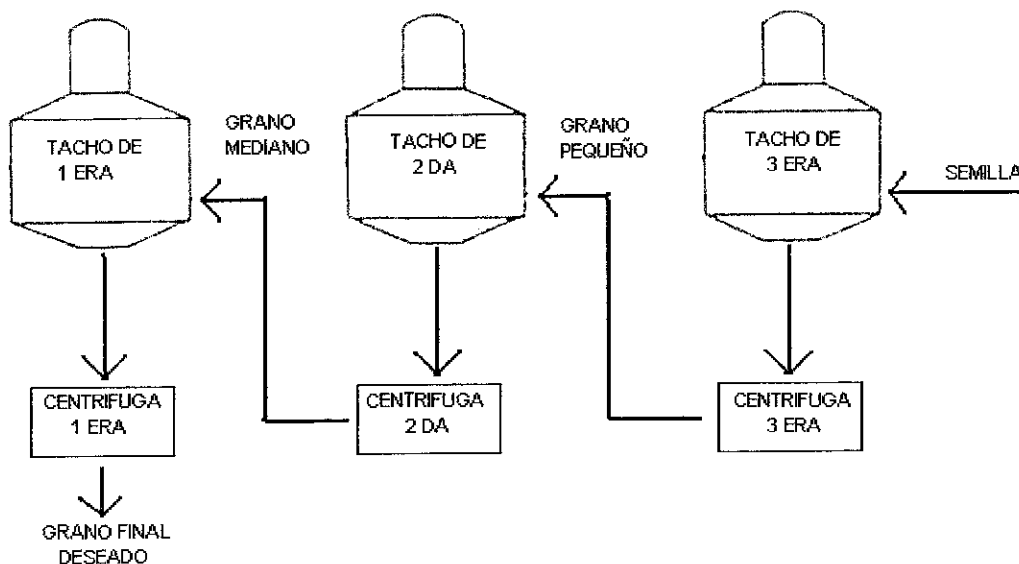 TACHO DE
1 ERA
GRANO
MEDIANO
TACHO DE
2 DA
GRANO
PEQUEÑO
TACHO DE
3 ERA
SEMILLA
CENTRIFUGA
1 ERA
CENTRIFUGA
2 DA
CENTRIFUGA
3 ERA
GRANO FINAL
DESEADO